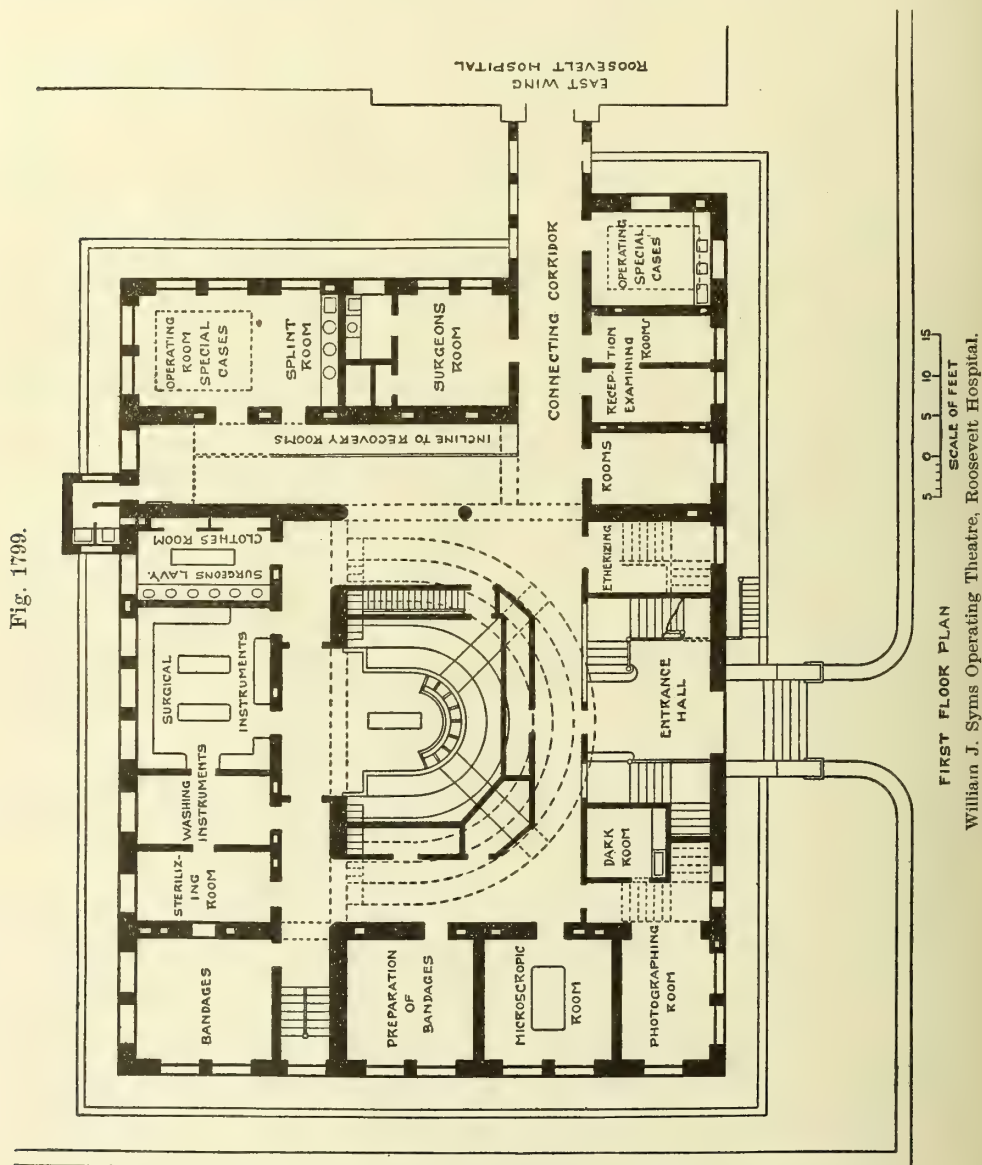 Fig. 1799.
EAST WING
ROOSEVELT HOSPITAL
OPERATING
ROOM
SPECIAL
CASES
SPLINT
ROOM
SURGEONS
ROOM
CONNECTING CORRIDOR
OPERATING
SPECIAL
CASES
RECEPTION
EXAMINING
ROOMS
INCLINE TO RECOVERY ROOMS
ROOMS
ETHERIZING
CLOTHES ROOM
SURGEONS LAVY.
SURGICAL
INSTRUMENTS
ENTRANCE
HALL
WASHING
INSTRUMENTS
STERILIZ-
ING
ROOM
DARK
ROOM
BANDAGES
PREPARATION
OF
BANDAGES
MICROSCROPIC
ROOM
PHOTOGRAPHING
ROOM
5 0 5 10 15
SCALE OF FEET
FIRST FLOOR PLAN
William J. Syms Operating Theatre, Roosevelt Hospital.